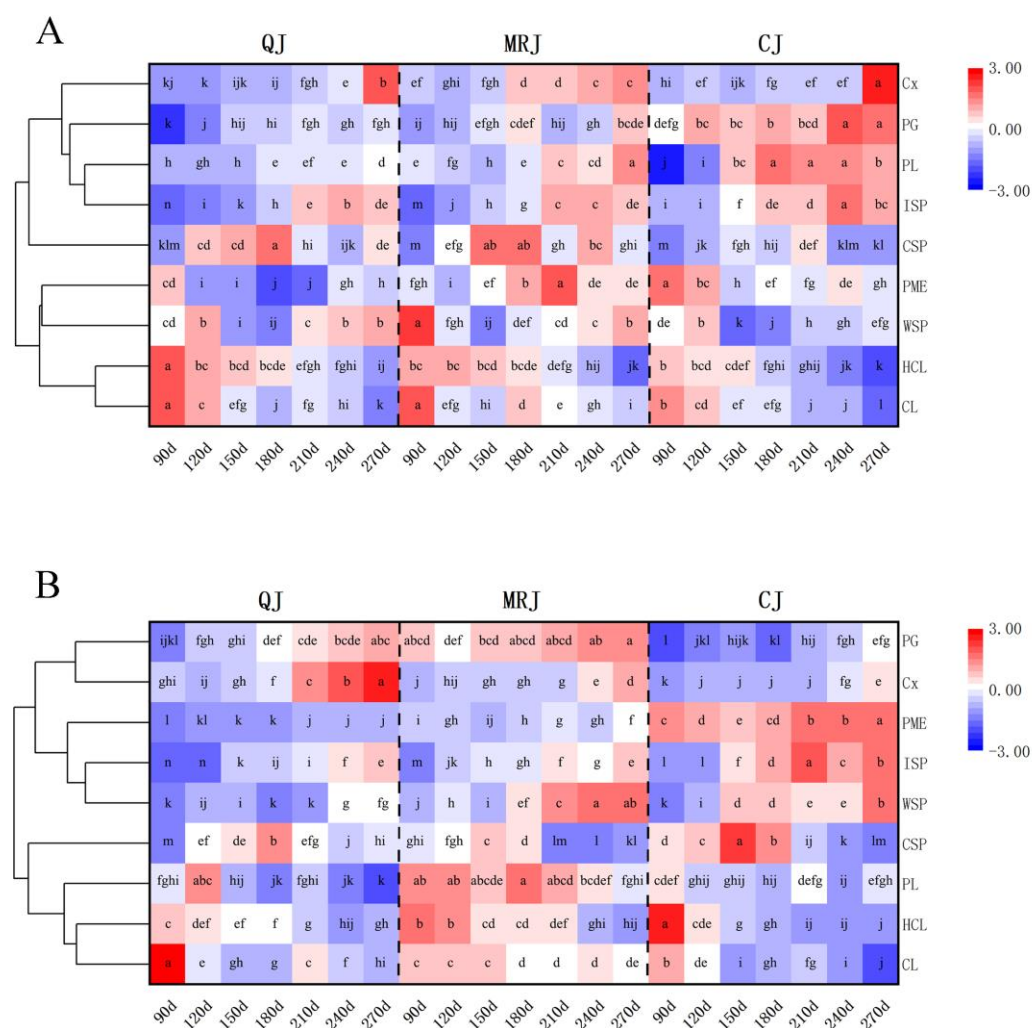 A
QJ MRJ CJ
kj k ijk ij fgh e b ef ghi fgh d d c c hi ef ijk fg ef ef a Cx
k j hij hi fgh gh fgh ij hij efgh cdef hij gh bcde defg bc bc b bcd a a PG
h gh h e ef e d e fg h e c cd a j i bc a a a b PL
n i k h e b de m j h g c c de i i f de d a bc ISP
klm cd cd a hi ijk de m efg ab ab gh bc ghi m jk fgh hij def klm kl CSP
cd i i j j gh h fgh i ef b a de de a bc h ef fg de gh PME
cd b i ij c b b a fgh ij def cd c b de b k j h gh efg WSP
a bc bcd bcde efgh fghi ij bc bc bcd bcde defg hij jk b bcd cdef fghi ghij jk k HCL
a c efg j fg hi k a efg hi d e gh i b cd ef efg j j l CL
90d 120d 150d 180d 210d 240d 270d 90d 120d 150d 180d 210d 240d 270d 90d 120d 150d 180d 210d 240d 270d
3.00
0.00
-3.00
B
QJ MRJ CJ
ijkl fgh ghi def cde bcde abc abcd def bcd abcd abcd ab a l jkl hijk kl hij fgh efg PG
ghi ij gh f c b a j hij gh gh g e d k j j j j fg e Cx
l kl k k j j j i gh ij h g gh f c d e cd b b a PME
n n k ij i f e m jk h gh f g e l l f d a c b ISP
k ij i k k g fg j h i ef c a ab k i d d e e b WSP
m ef de b efg j hi ghi fgh c d lm l kl d c a b ij k lm CSP
fghi abc hij jk fghi jk k ab ab abcde a abcd bcdef fghi cdef ghij ghij hij defg ij efgh PL
c def ef f g hij gh b b cd cd def ghi hij a cde g gh ij ij j HCL
a e gh g c f hi c c c d d d de b de i gh fg i j CL
90d 120d 150d 180d 210d 240d 270d 90d 120d 150d 180d 210d 240d 270d 90d 120d 150d 180d 210d 240d 270d
3.00
0.00
-3.00